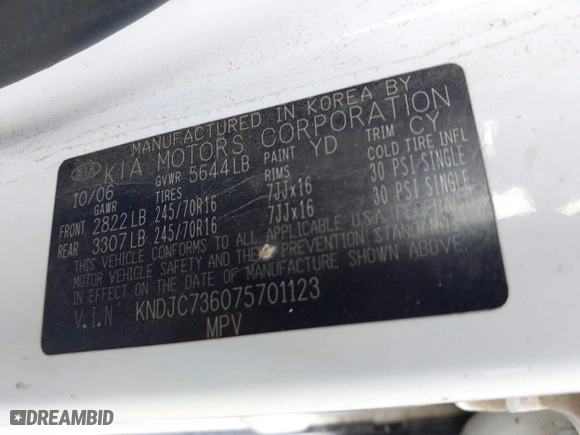 MANUFACTURED IN KOREA BY
KIA KIA MOTORS CORPORATION
10/06 GVWR 5644LB PAINT YD TRIM CY
GAWR TIRES RIMS COLD TIRE INFL
FRONT 2822LB 245/70R16 7JJx16 30 PSI SINGLE
REAR 3307LB 245/70R16 7JJx16 30 PSI SINGLE
THIS VEHICLE CONFORMS TO ALL APPLICABLE U.S.A. FEDERAL
MOTOR VEHICLE SAFETY AND THEFT PREVENTION STANDARDS
IN EFFECT ON THE DATE OF MANUFACTURE SHOWN ABOVE.
V.I.N KNDJC736075701123
MPV
DREAMBID